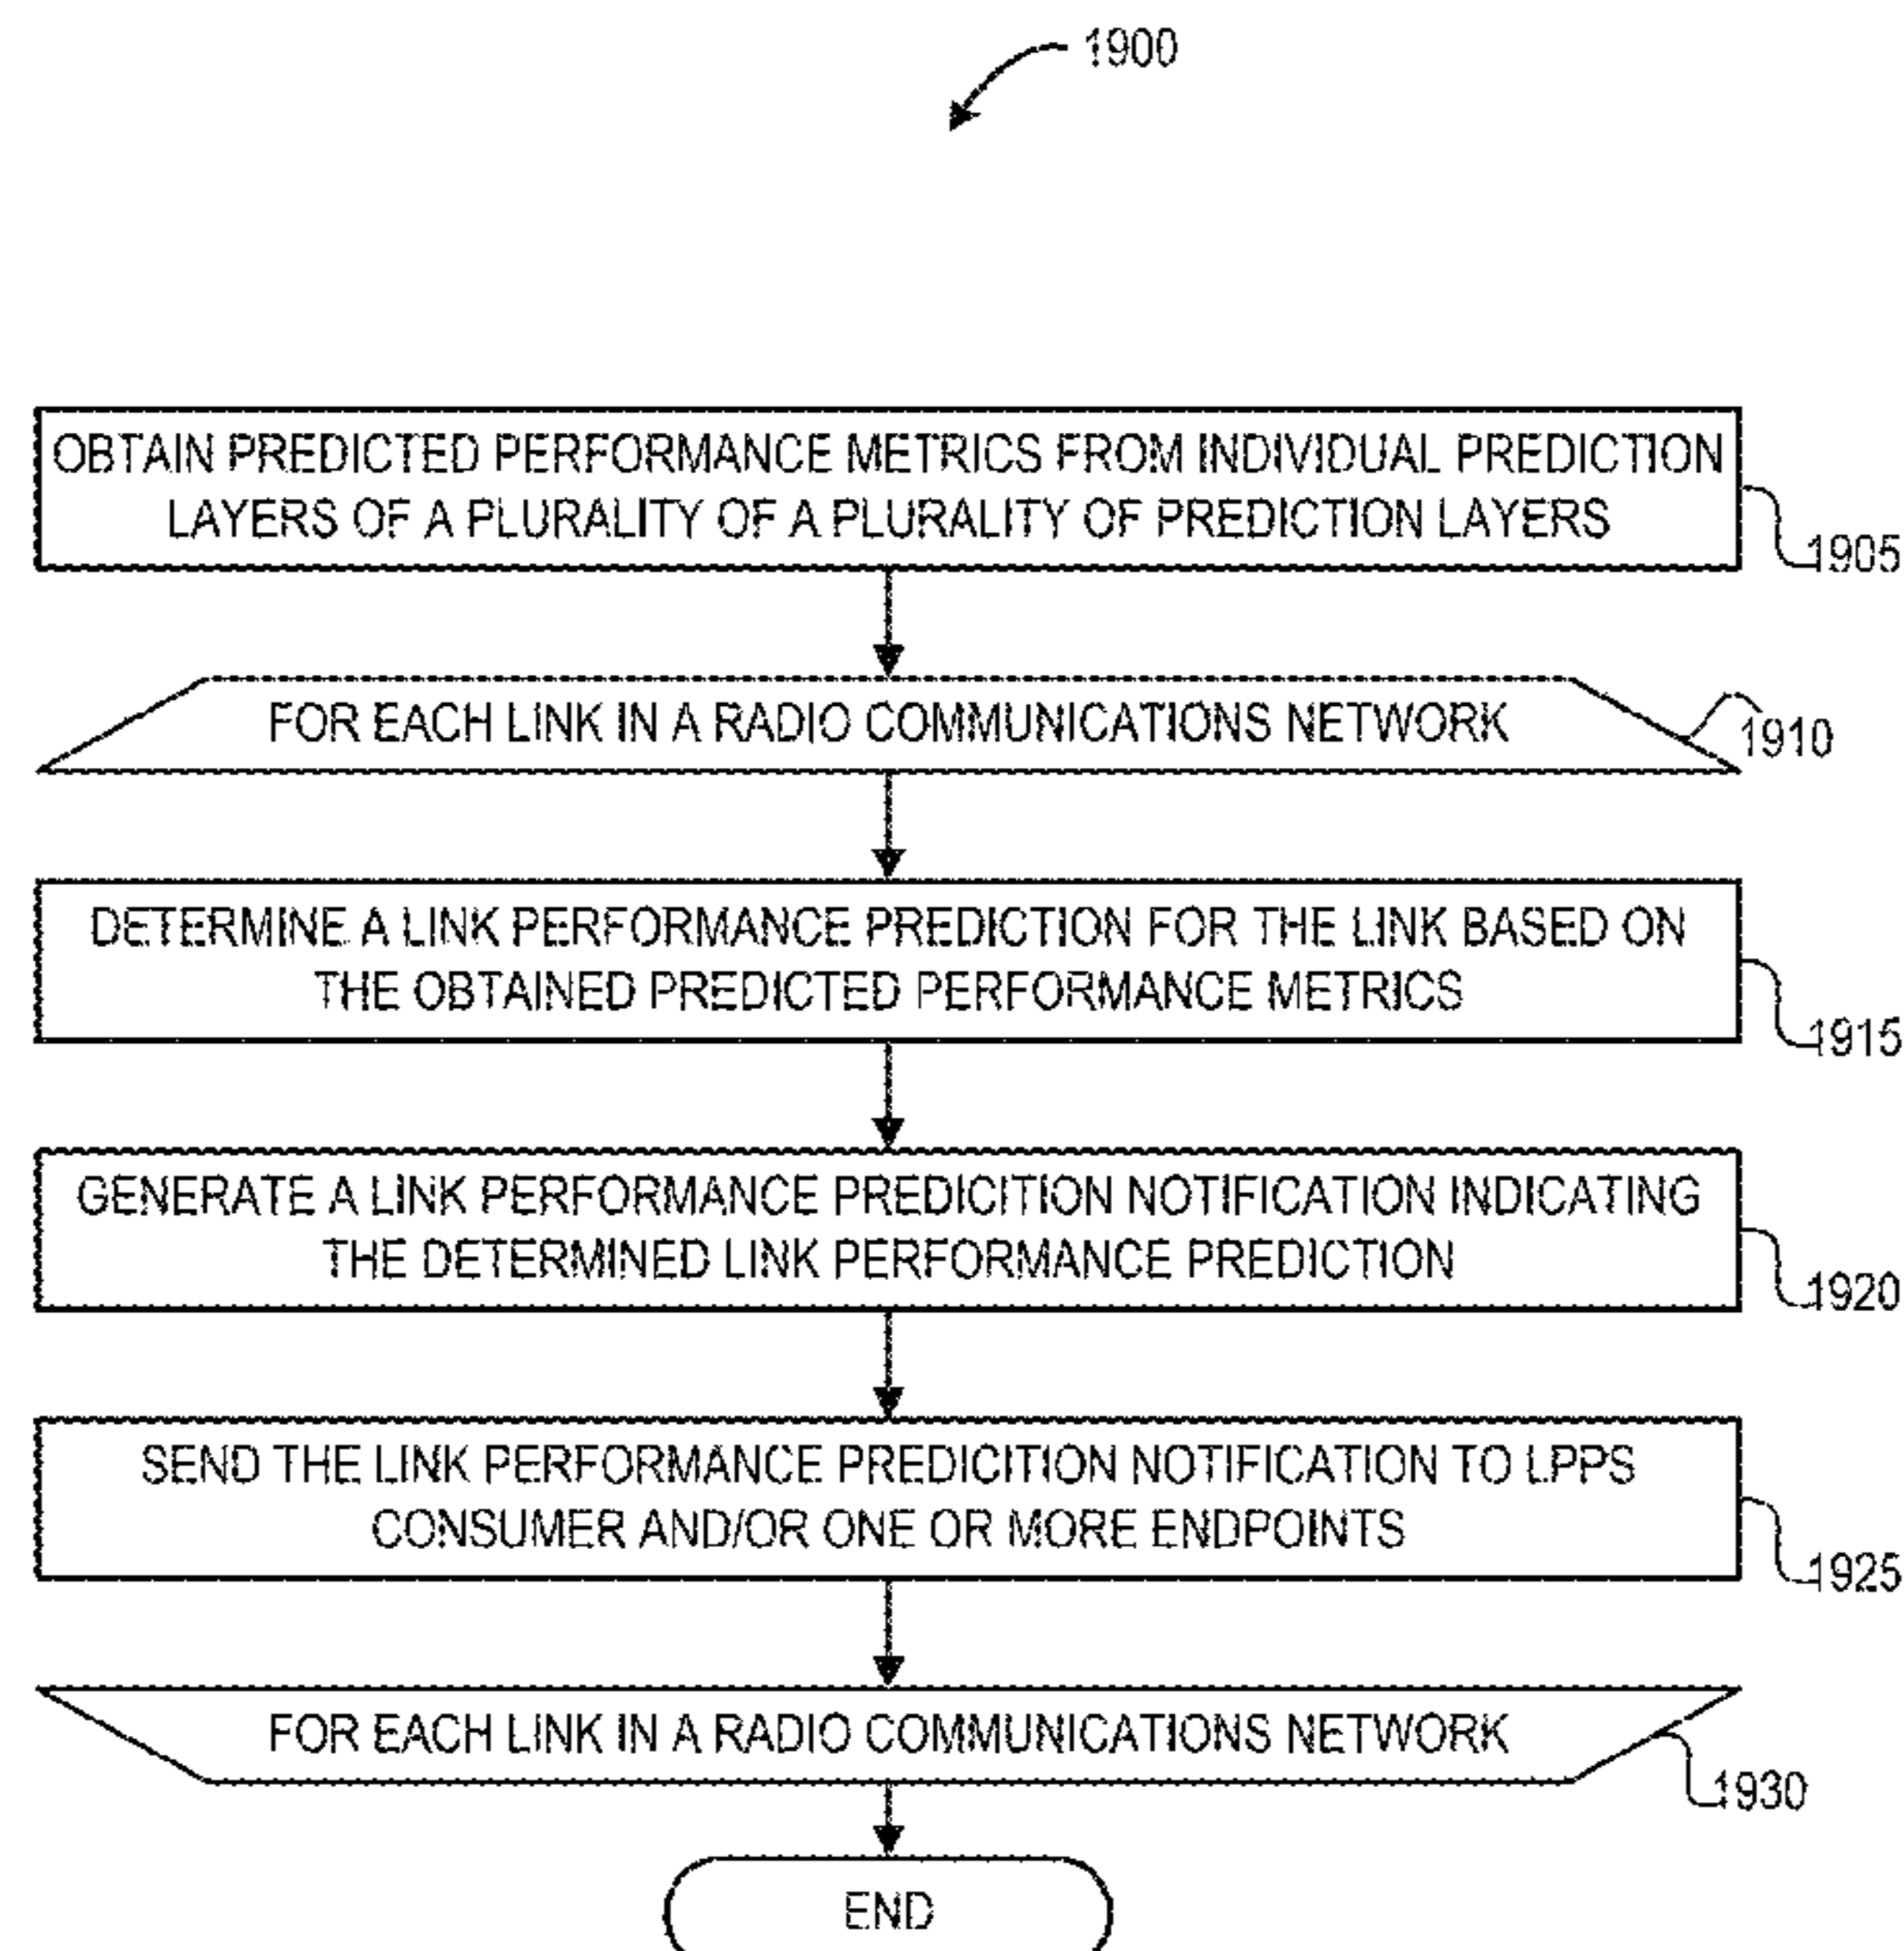 1900
OBTAIN PREDICTED PERFORMANCE METRICS FROM INDIVIDUAL PREDICTION
LAYERS OF A PLURALITY OF A PLURALITY OF PREDICTION LAYERS
1905
FOR EACH LINK IN A RADIO COMMUNICATIONS NETWORK
1910
DETERMINE A LINK PERFORMANCE PREDICTION FOR THE LINK BASED ON
THE OBTAINED PREDICTED PERFORMANCE METRICS
1915
GENERATE A LINK PERFORMANCE PREDICITION NOTIFICATION INDICATING
THE DETERMINED LINK PERFORMANCE PREDICTION
1920
SEND THE LINK PERFORMANCE PREDICITION NOTIFICATION TO LPPS
CONSUMER AND/OR ONE OR MORE ENDPOINTS
1925
FOR EACH LINK IN A RADIO COMMUNICATIONS NETWORK
1930
END